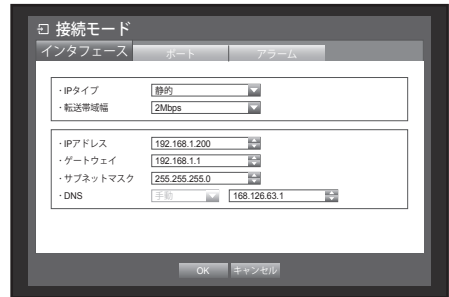 接続モード
インタフェース ポート アラーム
・IPタイプ 静的
・転送帯域幅 2Mbps
・IPアドレス 192.168.1.200
・ゲートウェイ 192.168.1.1
・サブネットマスク 255.255.255.0
・DNS 手動 168.126.63.1
OK キャンセル